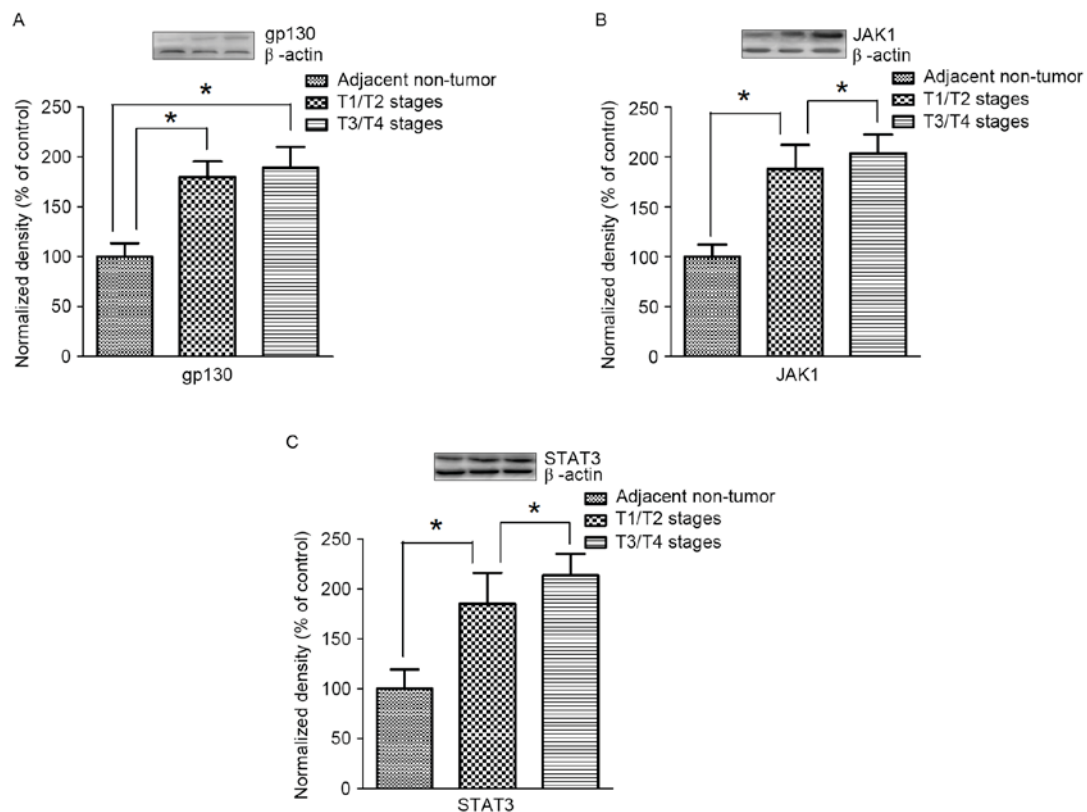 A
gp130
β -actin
Adjacent non-tumor
T1/T2 stages
T3/T4 stages
*
*
Normalized density (% of control)
250
200
150
100
50
0
gp130
B
JAK1
β -actin
Adjacent non-tumor
T1/T2 stages
T3/T4 stages
*
*
Normalized density (% of control)
250
200
150
100
50
0
JAK1
C
STAT3
β -actin
Adjacent non-tumor
T1/T2 stages
T3/T4 stages
*
*
Normalized density (% of control)
250
200
150
100
50
0
STAT3